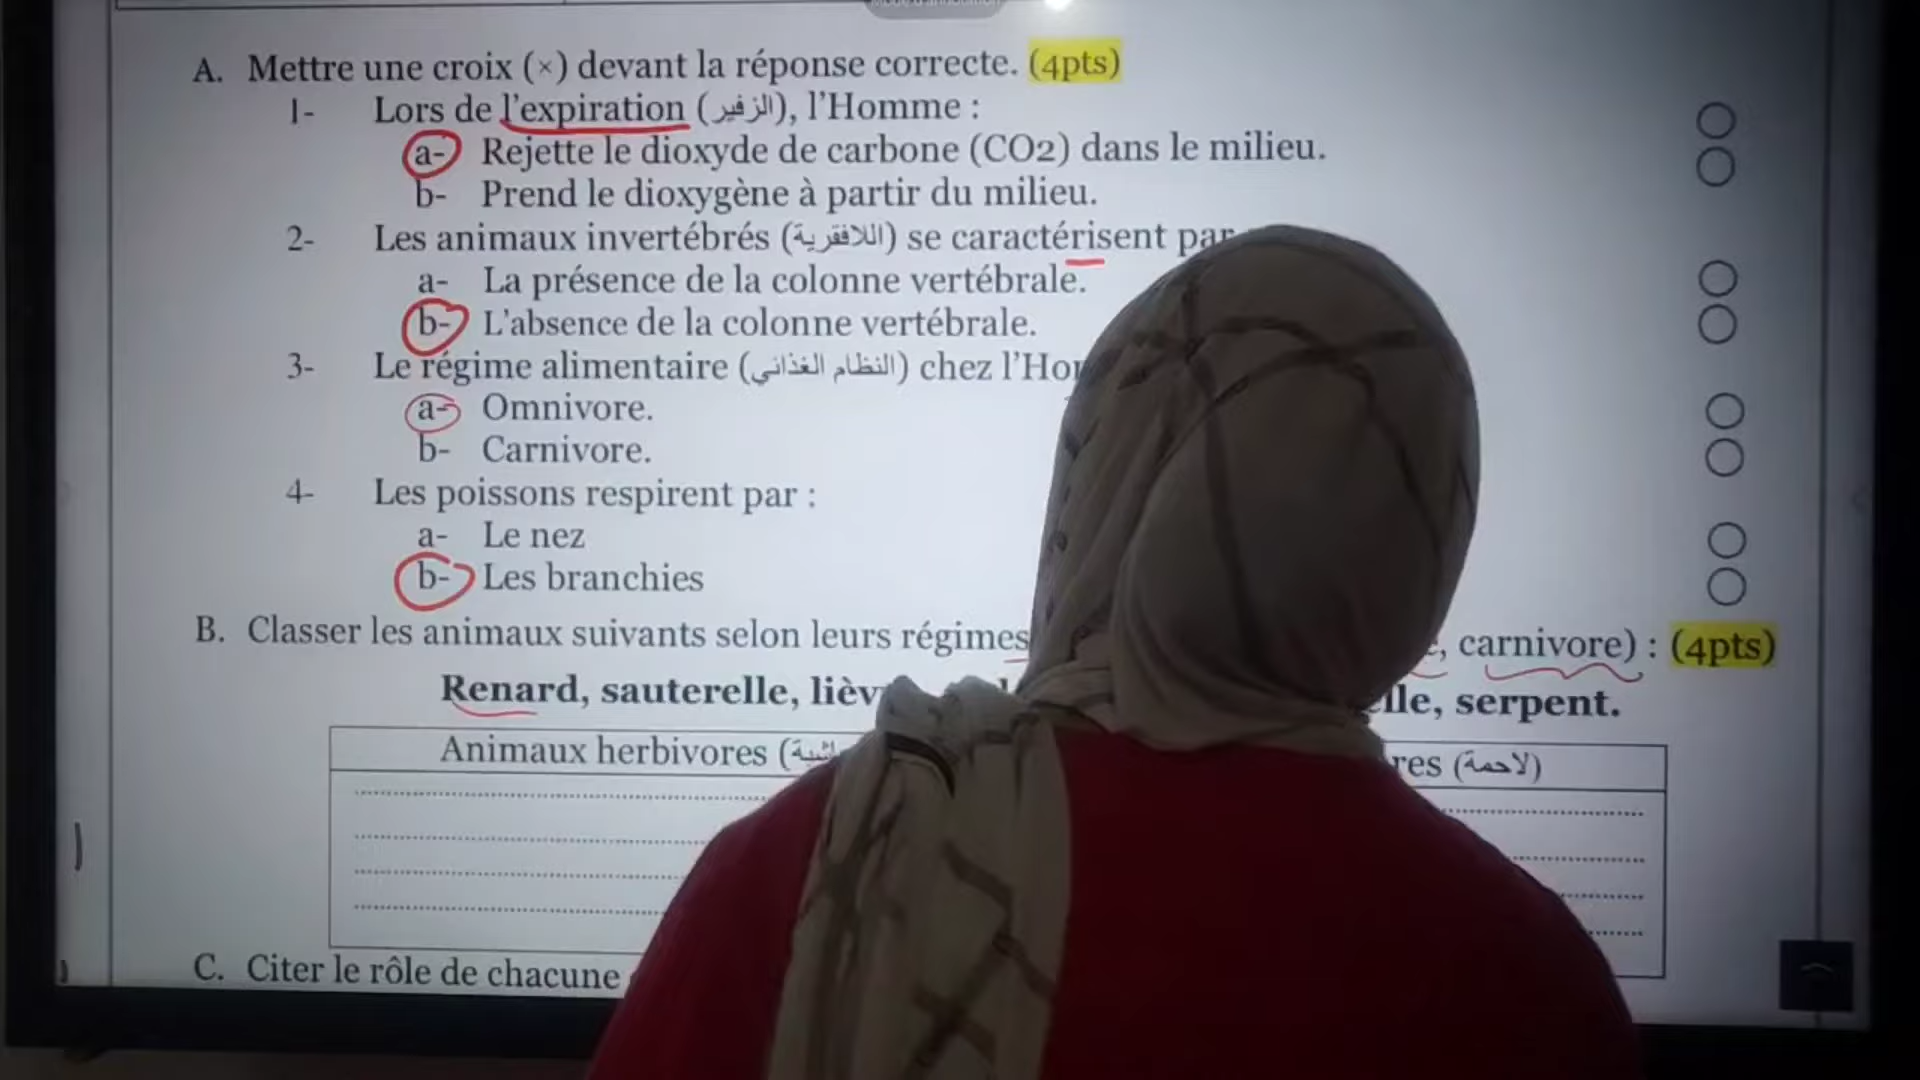 A. Mettre une croix (×) devant la réponse correcte. (4pts)
1- Lors de l'expiration (الزفير), l'Homme :
a- Rejette le dioxyde de carbone (CO2) dans le milieu.
b- Prend le dioxygène à partir du milieu.
2- Les animaux invertébrés (اللافقرية) se caractérisent par
a- La présence de la colonne vertébrale.
b- L'absence de la colonne vertébrale.
3- Le régime alimentaire (النظام الغذائي) chez
a- Omnivore.
b- Carnivore.
4- Les poissons respirent par :
a- Le nez
b- Les branchies
B. Classer les animaux suivants selon leurs régimes carnivore) : (4pts)
Renard, sauterelle, serpent.
Animaux herbivores (لاحمة)
C. Citer le rôle de chacune